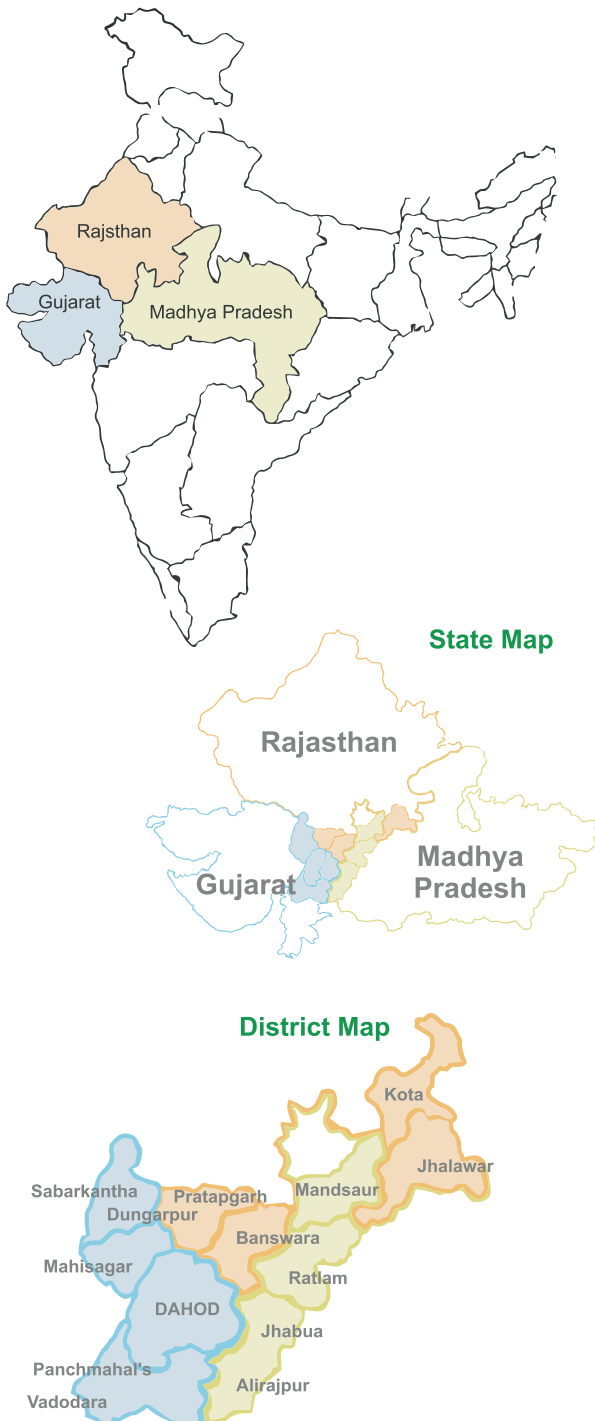 Rajsthan
Gujarat
Madhya Pradesh
State Map
Rajasthan
Madhya
Pradesh
Gujarat
District Map
Kota
Jhalawar
Mandsaur
Sabarkantha
Pratapgarh
Dungarpur
Banswara
Mahisagar
Ratlam
DAHOD
Jhabua
Panchmahal's
Alirajpur
Vadodara